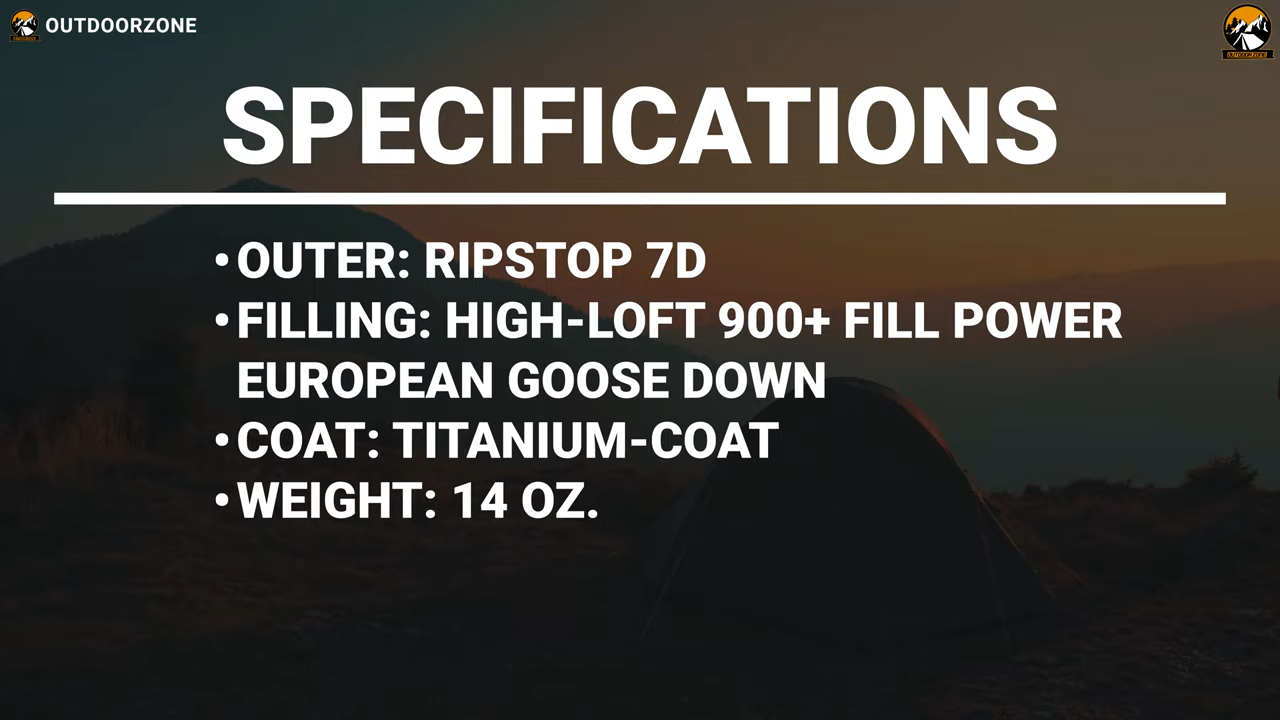 OUTDOORZONE
SPECIFICATIONS
• OUTER: RIPSTOP 7D
• FILLING: HIGH-LOFT 900+ FILL POWER
EUROPEAN GOOSE DOWN
• COAT: TITANIUM-COAT
• WEIGHT: 14 OZ.